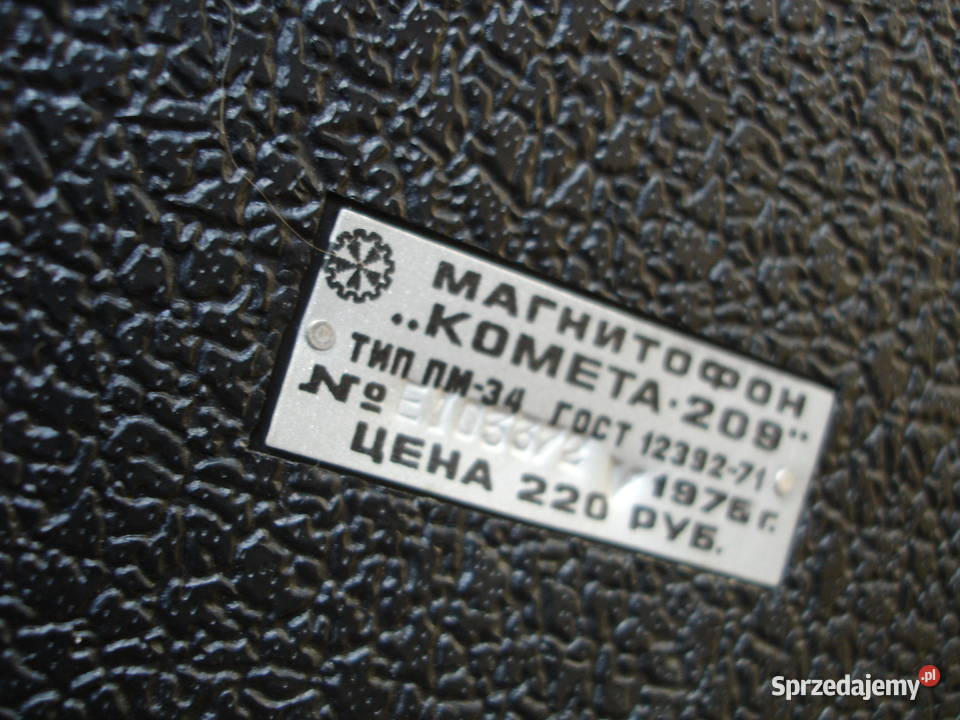 МАГНИТОФОН
„КОМЕТА·209"
ТИП ПМ-34 ГОСТ 12392-71
№ 1975 г.
ЦЕНА 220 РУБ.
Sprzedajemy.pl